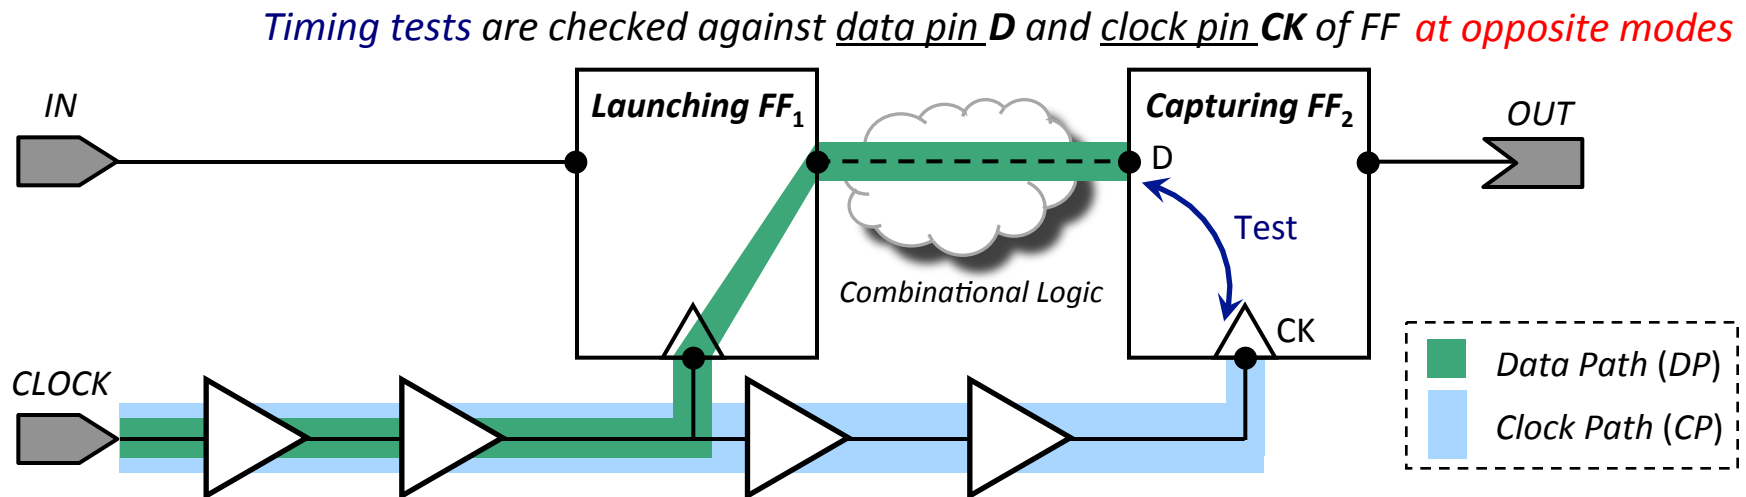 Timing tests are checked against data pin D and clock pin CK of FF at opposite modes
IN
Launching FF₁
Capturing FF₂
OUT
D
Test
Combinational Logic
CK
CLOCK
Data Path (DP)
Clock Path (CP)